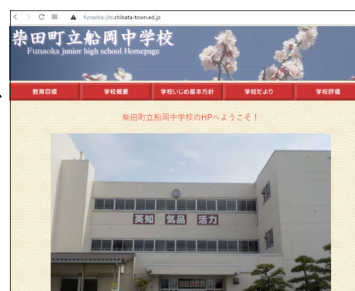 funaoka-jhs.shibata-town.ed.jp
柴田町立船岡中学校
Funaoka junior high school Homepage
教育目標 学校概要 学校いじめ基本方針 学校だより 学校評価
柴田町立船岡中学校のHPへようこそ！
英知 気品 活力